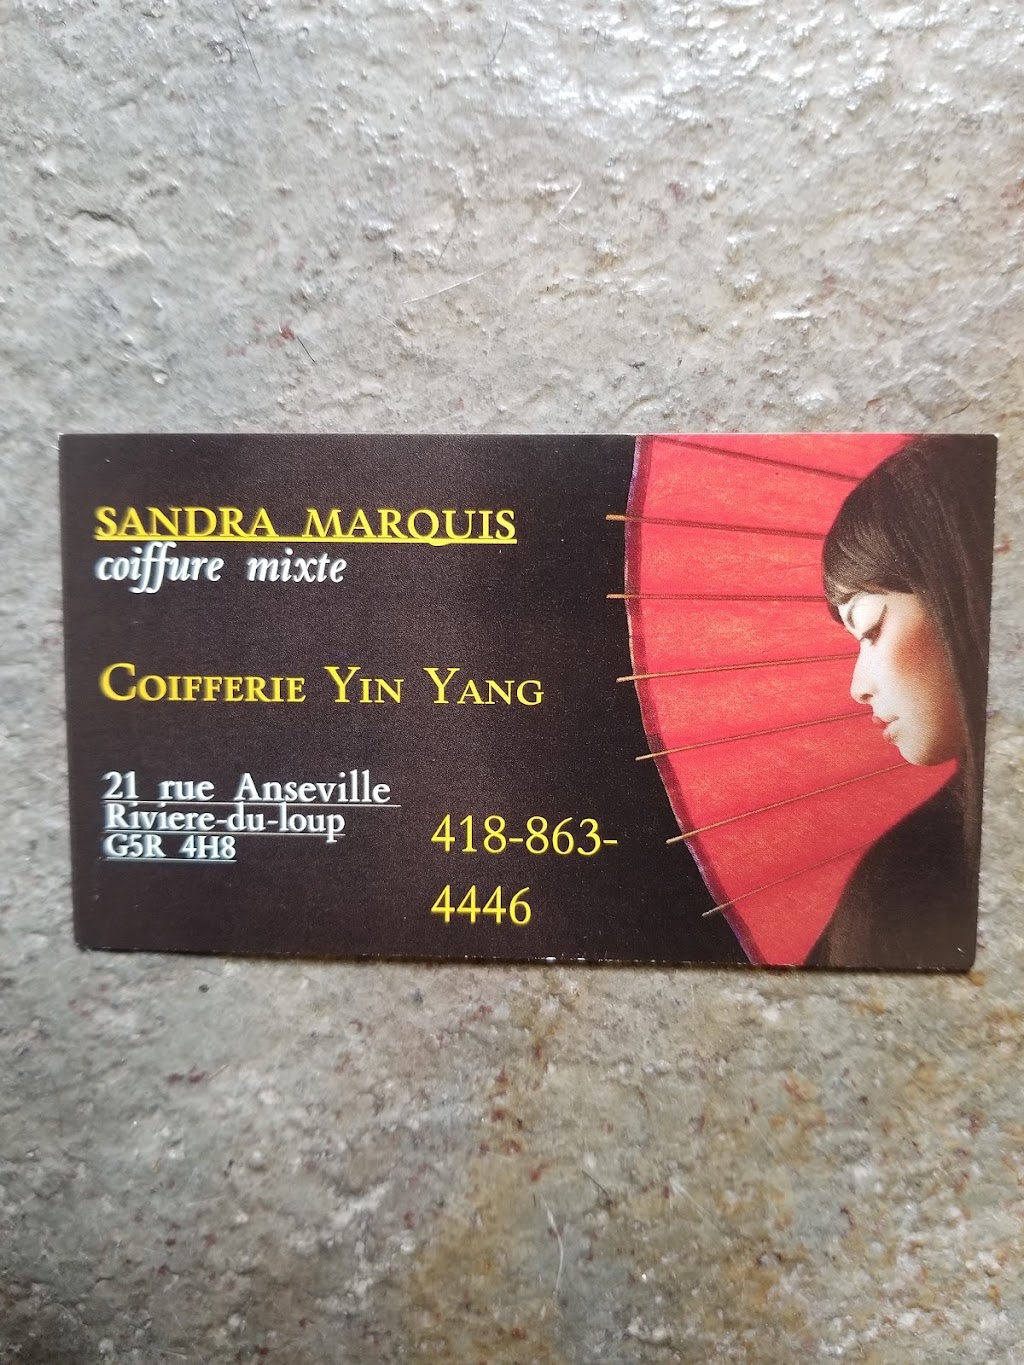 SANDRA MARQUIS
coiffure mixte
COIFFERIE YIN YANG
21 rue Anseville
Riviere-du-loup
G5R 4H8
418-863-
4446